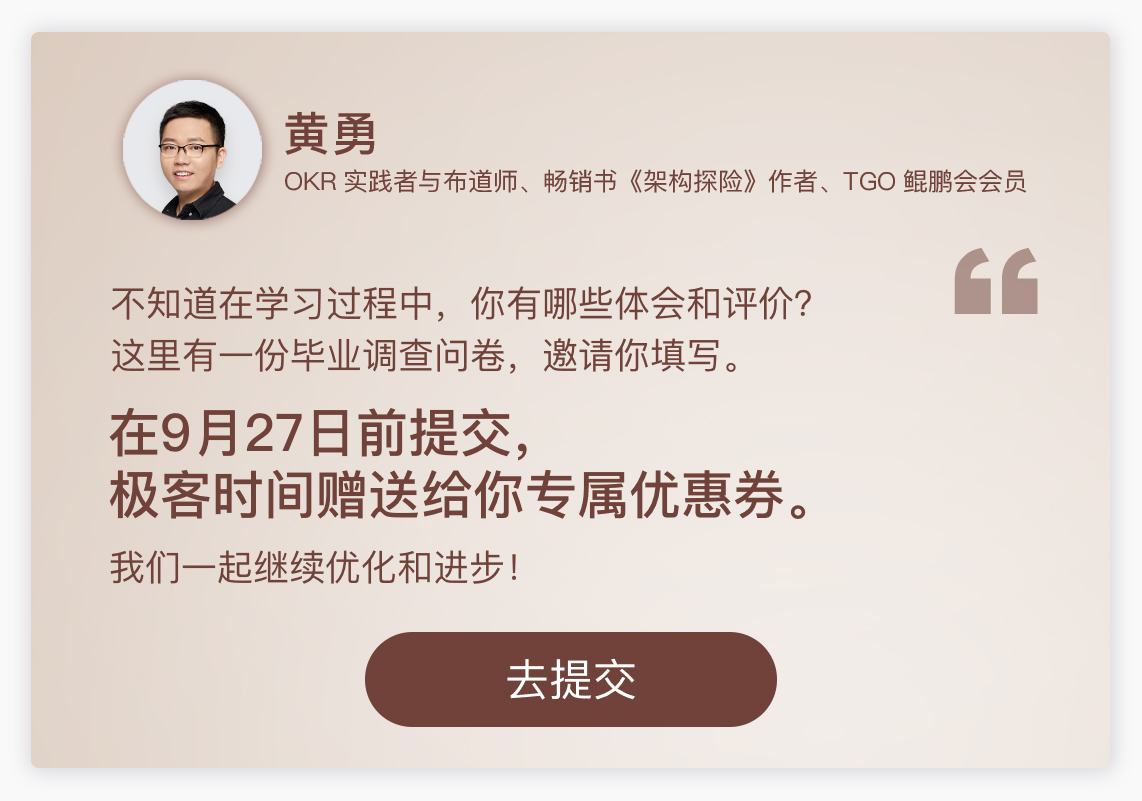 黄勇
OKR 实践者与布道师、畅销书《架构探险》作者、TGO 鲲鹏会会员
“
不知道在学习过程中，你有哪些体会和评价？
这里有一份毕业调查问卷，邀请你填写。
在9月27日前提交，
极客时间赠送给你专属优惠券。
我们一起继续优化和进步！
去提交